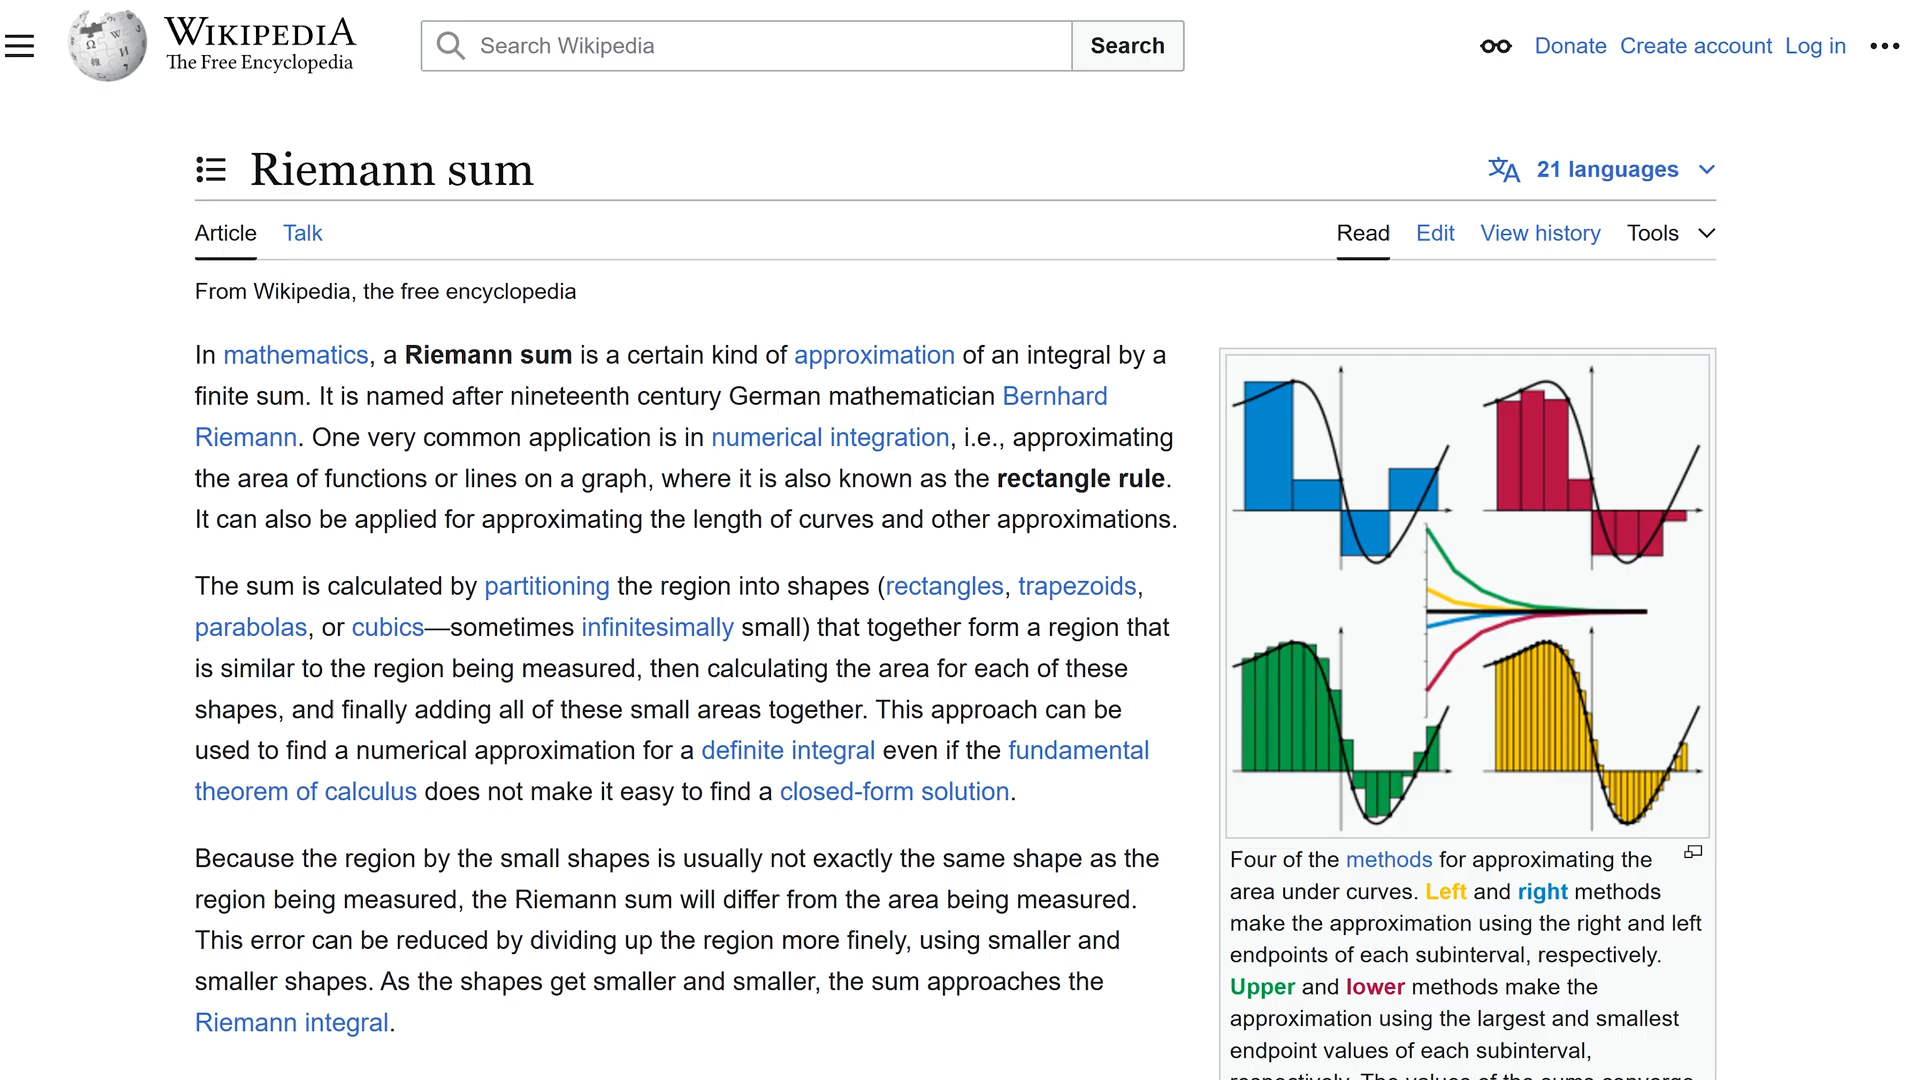 WIKIPEDIA
The Free Encyclopedia
Search Wikipedia
Search
Donate Create account Log in
Riemann sum
21 languages
Article Talk
Read Edit View history Tools
From Wikipedia, the free encyclopedia
In mathematics, a Riemann sum is a certain kind of approximation of an integral by a
finite sum. It is named after nineteenth century German mathematician Bernhard
Riemann. One very common application is in numerical integration, i.e., approximating
the area of functions or lines on a graph, where it is also known as the rectangle rule.
It can also be applied for approximating the length of curves and other approximations.
The sum is calculated by partitioning the region into shapes (rectangles, trapezoids,
parabolas, or cubics—sometimes infinitesimally small) that together form a region that
is similar to the region being measured, then calculating the area for each of these
shapes, and finally adding all of these small areas together. This approach can be
used to find a numerical approximation for a definite integral even if the fundamental
theorem of calculus does not make it easy to find a closed-form solution.
Because the region by the small shapes is usually not exactly the same shape as the
region being measured, the Riemann sum will differ from the area being measured.
This error can be reduced by dividing up the region more finely, using smaller and
smaller shapes. As the shapes get smaller and smaller, the sum approaches the
Riemann integral.
Four of the methods for approximating the
area under curves. Left and right methods
make the approximation using the right and left
endpoints of each subinterval, respectively.
Upper and lower methods make the
approximation using the largest and smallest
endpoint values of each subinterval,
respectively. The values of the sums converge